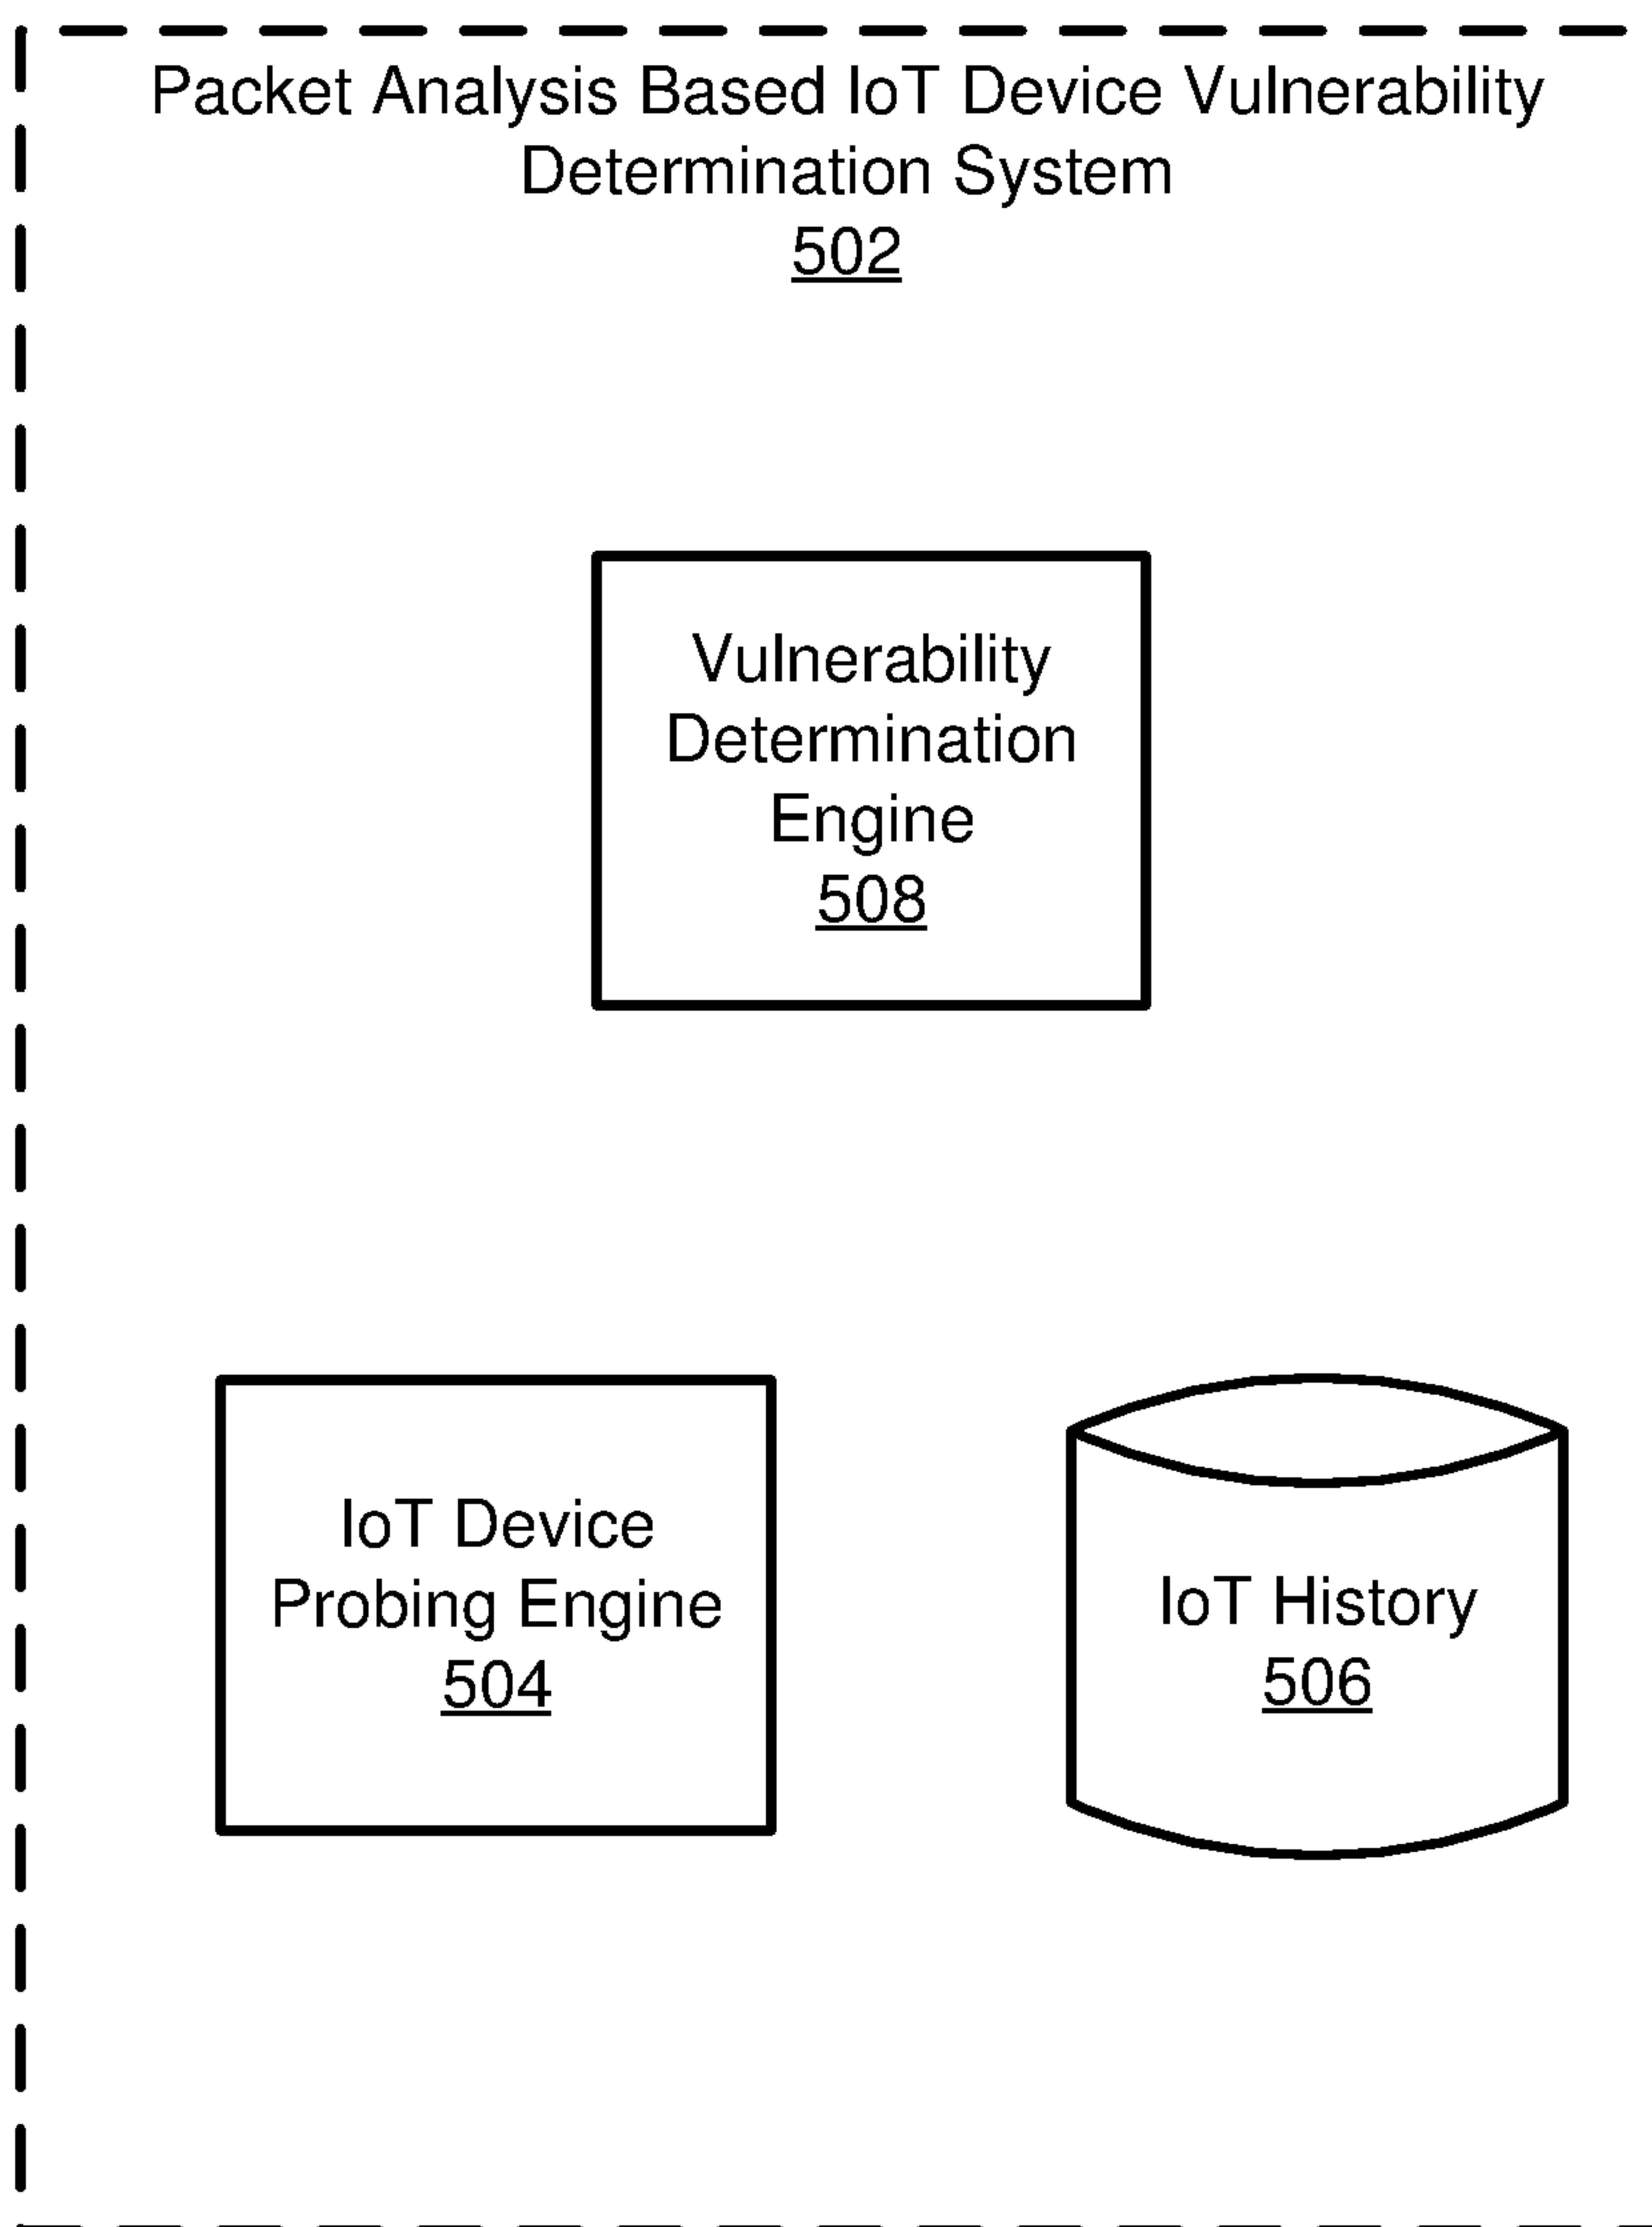 Packet Analysis Based IoT Device Vulnerability
Determination System
502
Vulnerability
Determination
Engine
508
IoT Device
Probing Engine
504
IoT History
506